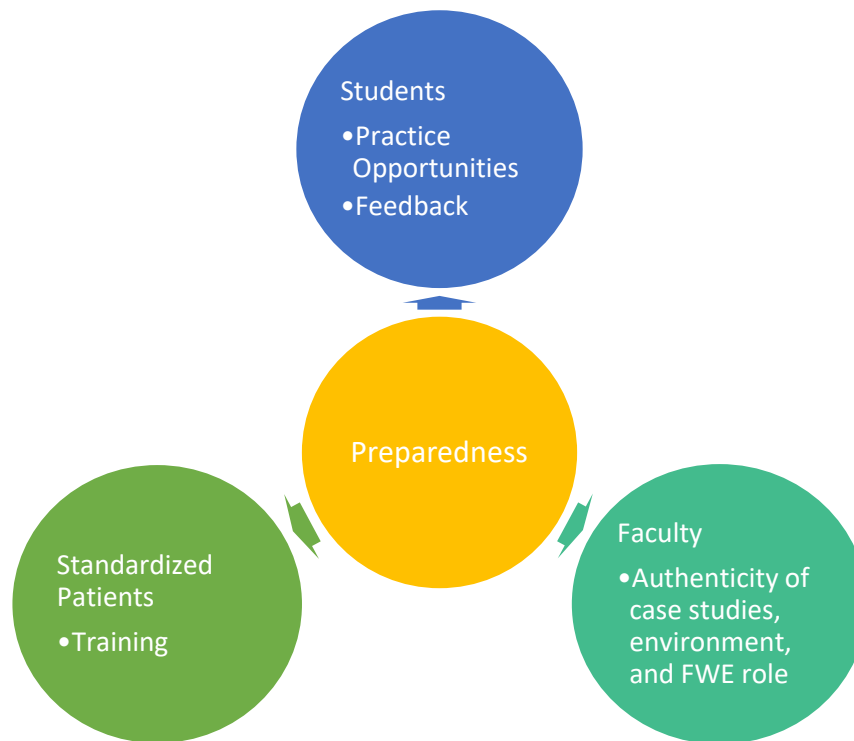 Students
•Practice
Opportunities
•Feedback
Preparedness
Standardized
Patients
•Training
Faculty
•Authenticity of
case studies,
environment,
and FWE role